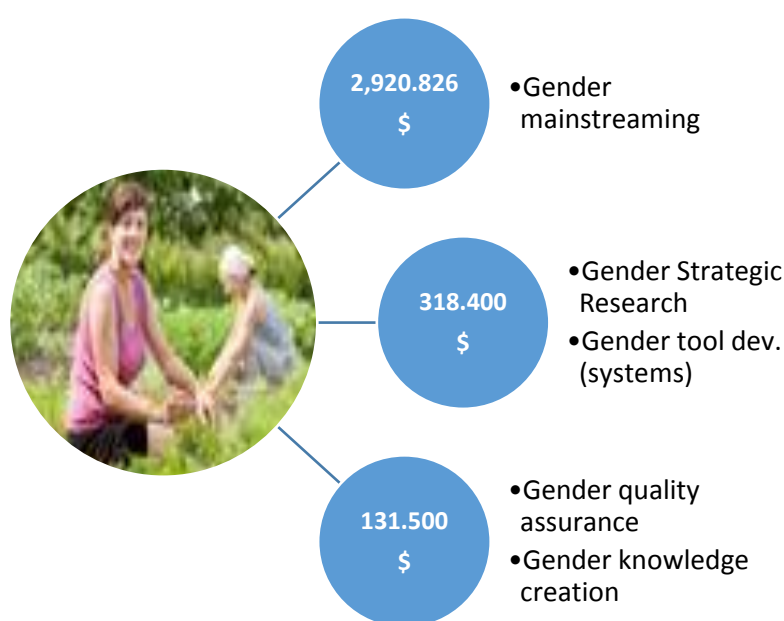 2,920.826
$
•Gender
mainstreaming
318.400
$
•Gender Strategic
Research
•Gender tool dev.
(systems)
131.500
$
•Gender quality
assurance
•Gender knowledge
creation